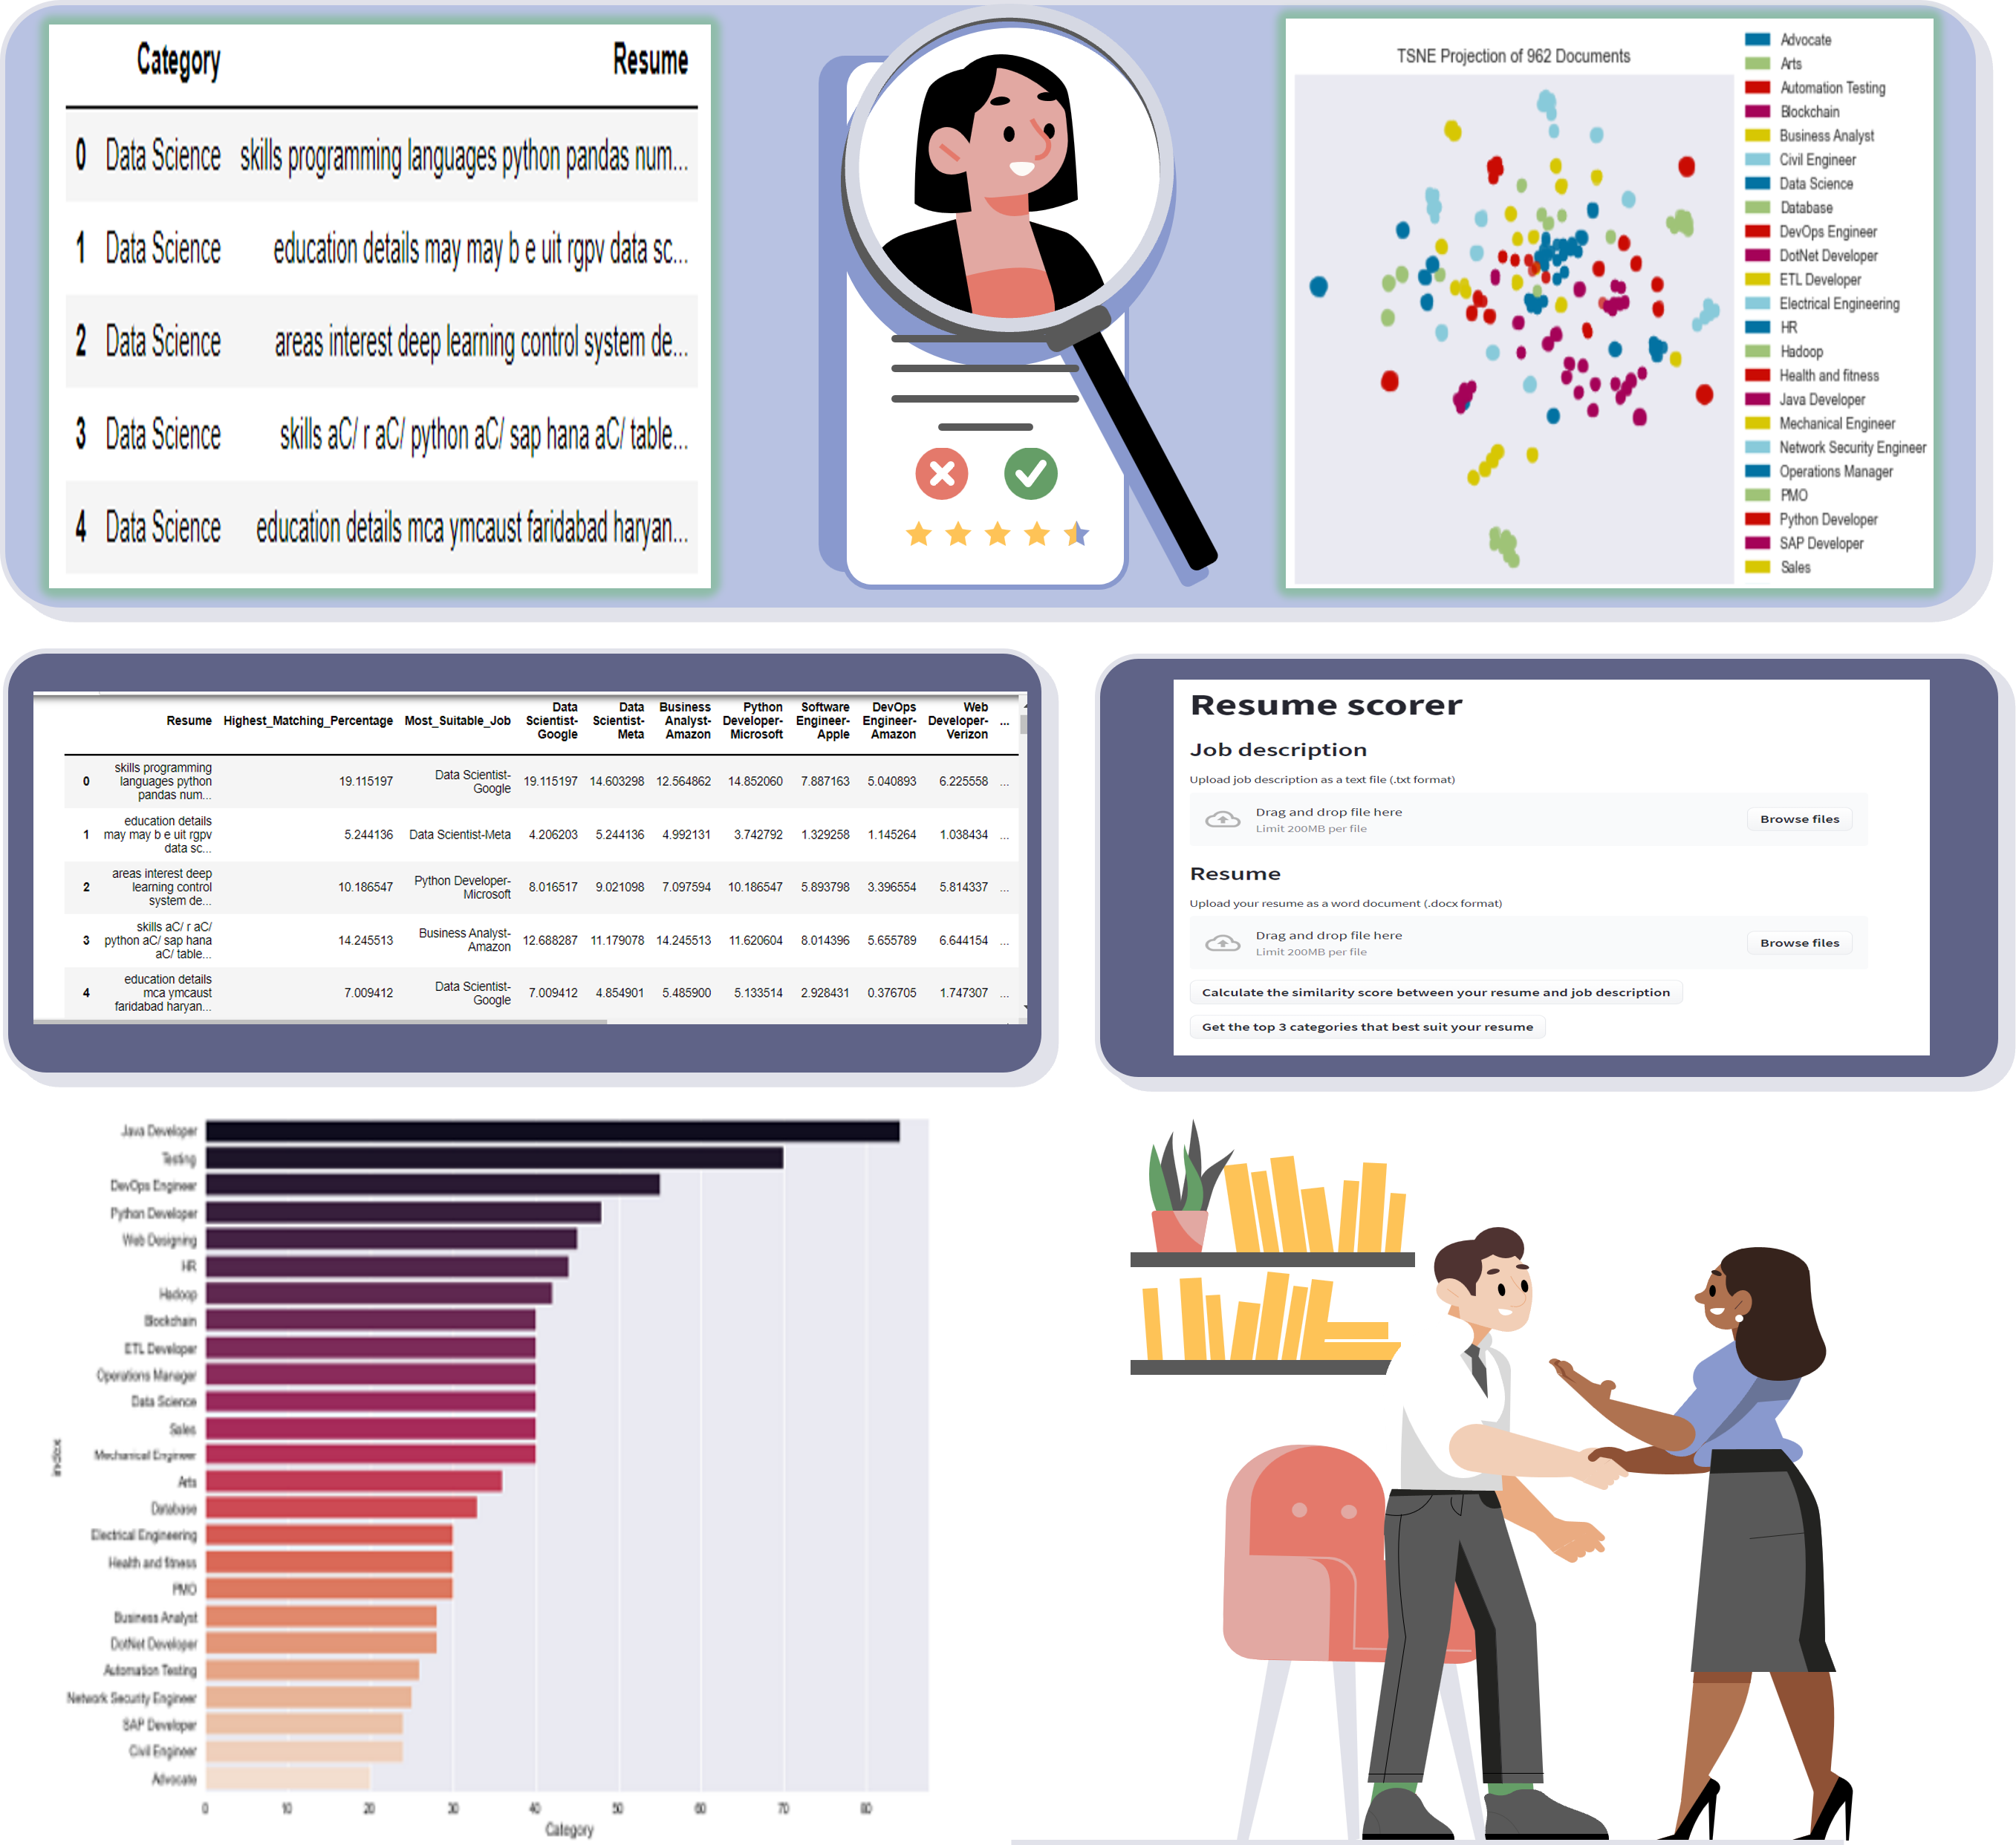 Category Resume
0 Data Science skills programming languages python pandas num...
1 Data Science education details may may b e uit rgpv data sc...
2 Data Science areas interest deep learning control system de...
3 Data Science skills aC/ r aC/ python aC/ sap hana aC/ table...
4 Data Science education details mca ymcaust faridabad haryan...
TSNE Projection of 962 Documents
Advocate
Arts
Automation Testing
Blockchain
Business Analyst
Civil Engineer
Data Science
Database
DevOps Engineer
DotNet Developer
ETL Developer
Electrical Engineering
HR
Hadoop
Health and fitness
Java Developer
Mechanical Engineer
Network Security Engineer
Operations Manager
PMO
Python Developer
SAP Developer
Sales
Resume Highest_Matching_Percentage Most_Suitable_Job Data Scientist-Google Data Scientist-Meta Business Analyst-Amazon Python Developer-Microsoft Software Engineer-Apple DevOps Engineer-Amazon Web Developer-Verizon ...
0 skills programming languages python pandas num... 19.115197 Data Scientist-Google 19.115197 14.603298 12.564862 14.852060 7.887163 5.040893 6.225558 ...
1 education details may may b e uit rgpv data sc... 5.244136 Data Scientist-Meta 4.206203 5.244136 4.992131 3.742792 1.329258 1.145264 1.038434 ...
2 areas interest deep learning control system de... 10.186547 Python Developer-Microsoft 8.016517 9.021098 7.097594 10.186547 5.893798 3.396554 5.814337 ...
3 skills aC/ r aC/ python aC/ sap hana aC/ table... 14.245513 Business Analyst-Amazon 12.688287 11.179078 14.245513 11.620604 8.014396 5.655789 6.644154 ...
4 education details mca ymcaust faridabad haryan... 7.009412 Data Scientist-Google 7.009412 4.854901 5.485900 5.133514 2.928431 0.376705 1.747307 ...
Resume scorer
Job description
Upload job description as a text file (.txt format)
Drag and drop file here
Limit 200MB per file
Browse files
Resume
Upload your resume as a word document (.docx format)
Drag and drop file here
Limit 200MB per file
Browse files
Calculate the similarity score between your resume and job description
Get the top 3 categories that best suit your resume
Java Developer
Testing
DevOps Engineer
Python Developer
Web Designing
HR
Hadoop
Blockchain
ETL Developer
Operations Manager
Data Science
Sales
Mechanical Engineer
Arts
Database
Electrical Engineering
Health and fitness
PMO
Business Analyst
DotNet Developer
Automation Testing
Network Security Engineer
SAP Developer
Civil Engineer
Advocate
index
0 10 20 30 40 50 60 70 80
Category